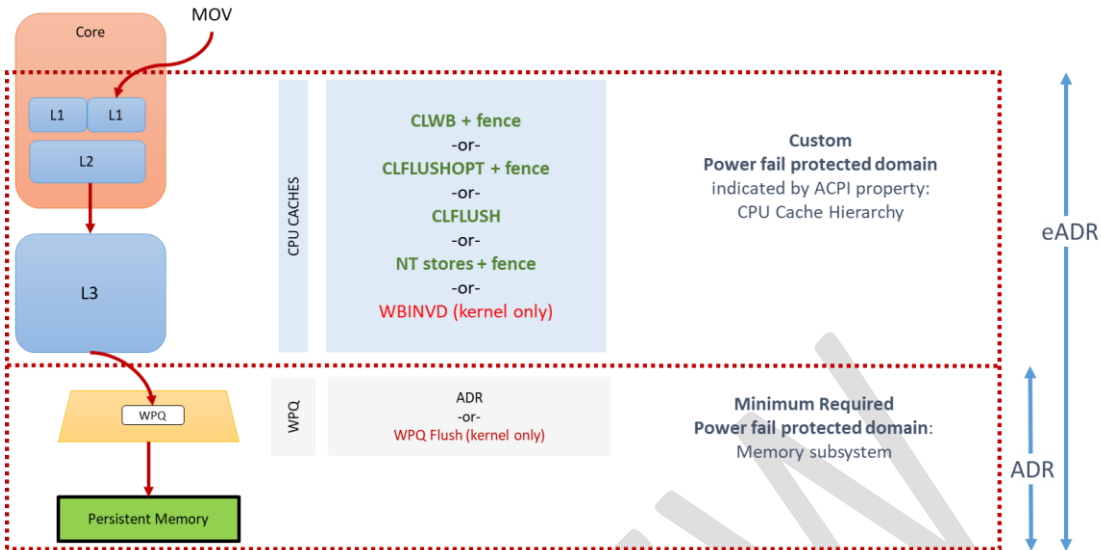 MOV
Core
L1
L1
L2
L3
CPU CACHES
CLWB + fence
-or-
CLFLUSHOPT + fence
-or-
CLFLUSH
-or-
NT stores + fence
-or-
WBINVD (kernel only)
Custom
Power fail protected domain
indicated by ACPI property:
CPU Cache Hierarchy
eADR
WPQ
WPQ
ADR
-or-
WPQ Flush (kernel only)
Minimum Required
Power fail protected domain:
Memory subsystem
ADR
Persistent Memory